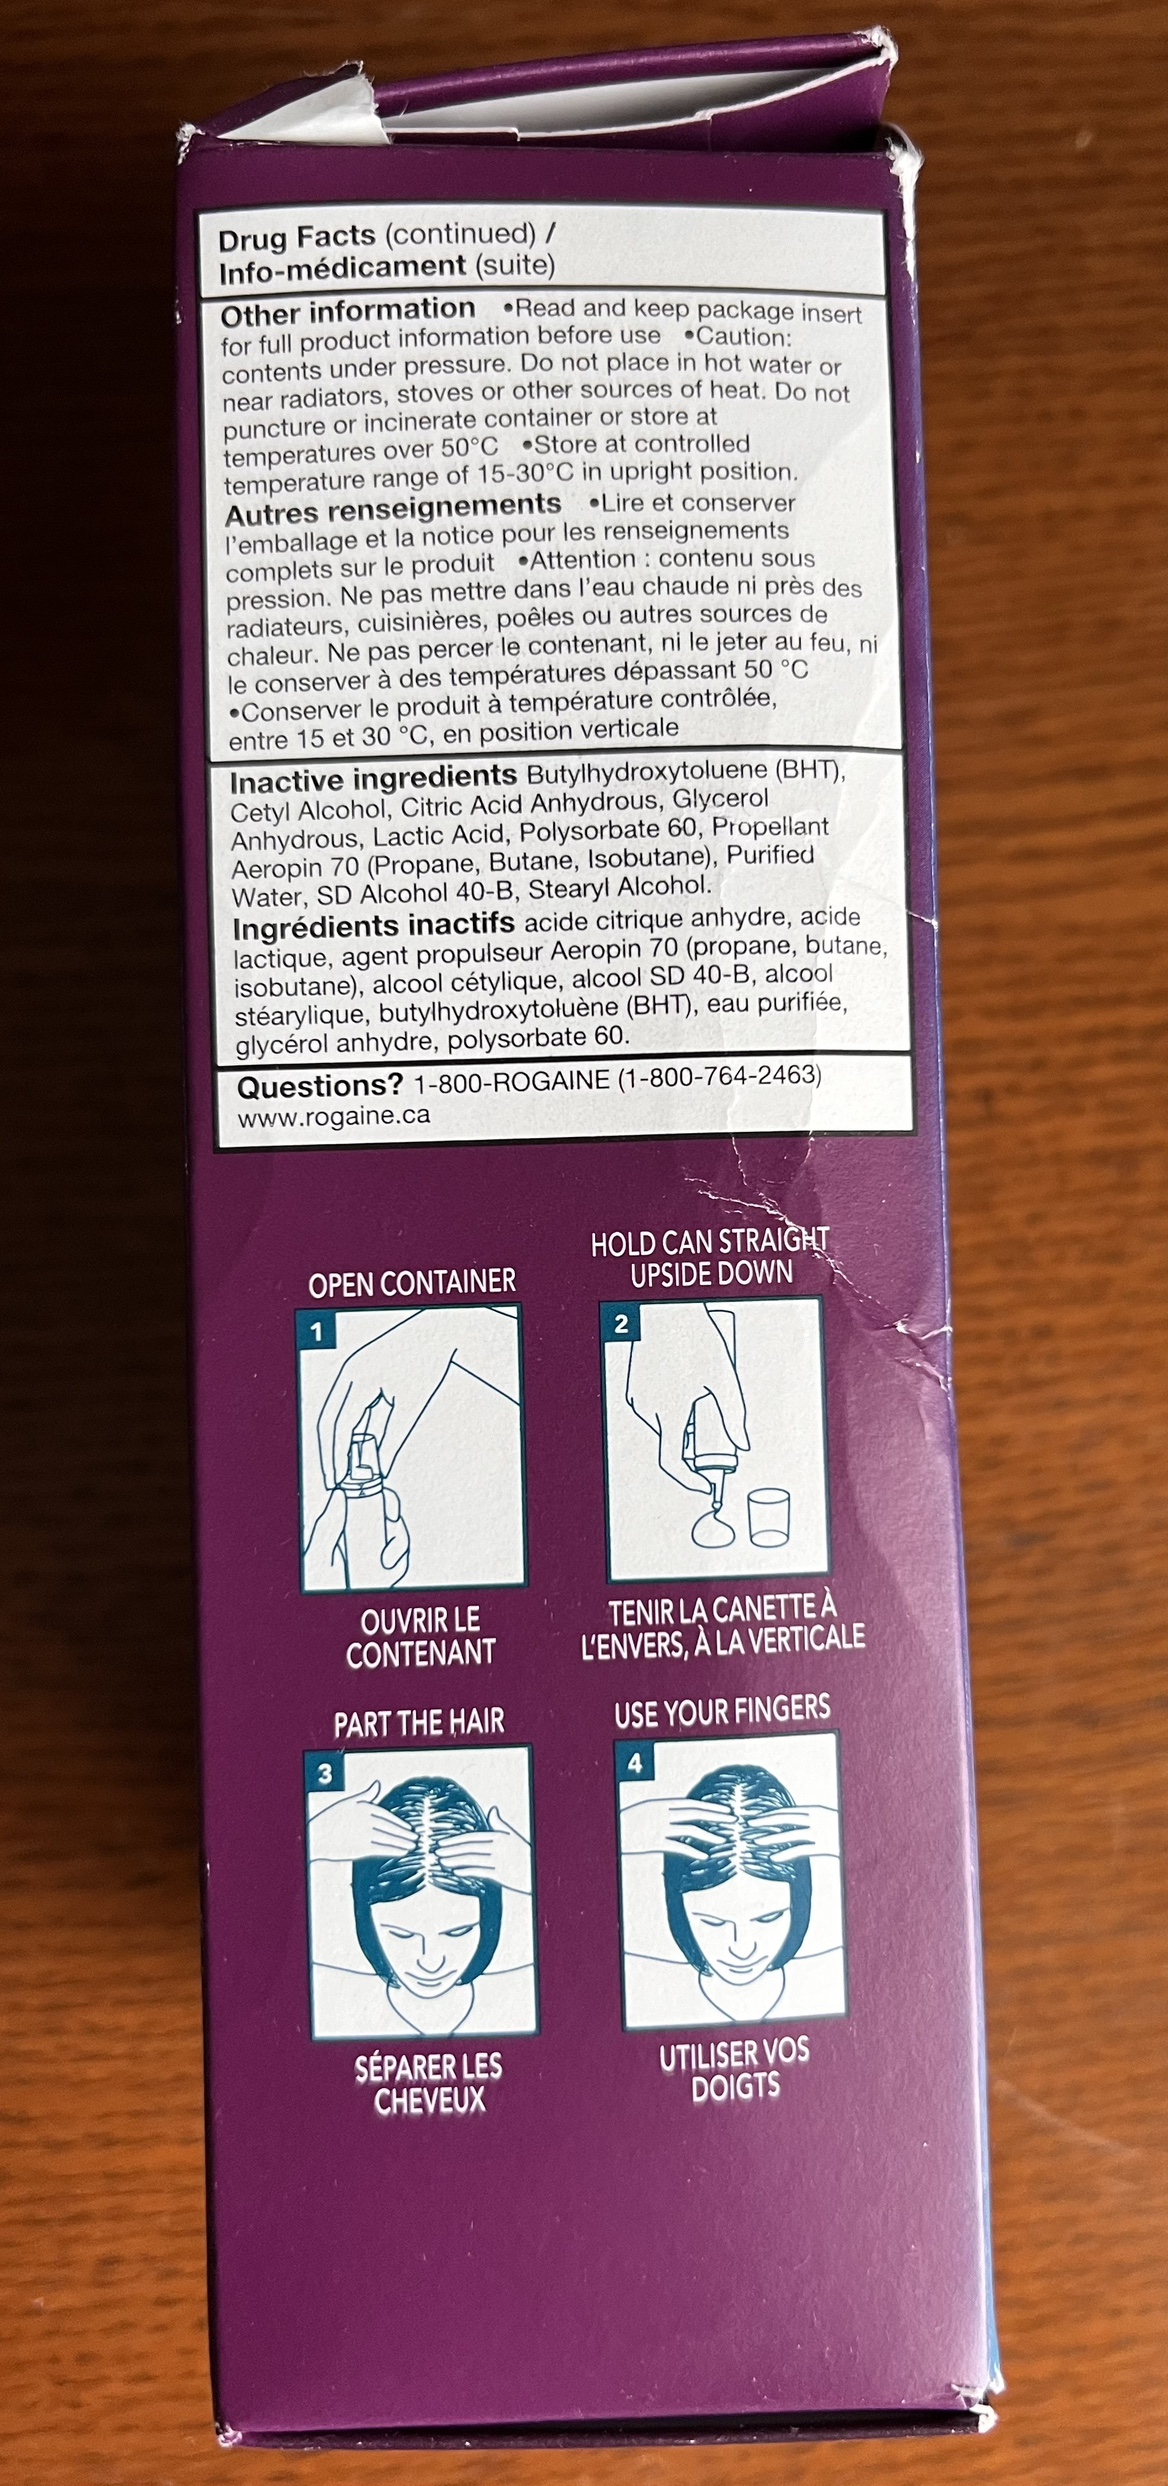 Drug Facts (continued) /
Info-médicament (suite)
Other information •Read and keep package insert
for full product information before use •Caution:
contents under pressure. Do not place in hot water or
near radiators, stoves or other sources of heat. Do not
puncture or incinerate container or store at
temperatures over 50°C •Store at controlled
temperature range of 15-30°C in upright position.
Autres renseignements •Lire et conserver
l'emballage et la notice pour les renseignements
complets sur le produit •Attention : contenu sous
pression. Ne pas mettre dans l'eau chaude ni près des
radiateurs, cuisinières, poêles ou autres sources de
chaleur. Ne pas percer le contenant, ni le jeter au feu, ni
le conserver à des températures dépassant 50 °C
•Conserver le produit à température contrôlée,
entre 15 et 30 °C, en position verticale
Inactive ingredients Butylhydroxytoluene (BHT),
Cetyl Alcohol, Citric Acid Anhydrous, Glycerol
Anhydrous, Lactic Acid, Polysorbate 60, Propellant
Aeropin 70 (Propane, Butane, Isobutane), Purified
Water, SD Alcohol 40-B, Stearyl Alcohol.
Ingrédients inactifs acide citrique anhydre, acide
lactique, agent propulseur Aeropin 70 (propane, butane,
isobutane), alcool cétylique, alcool SD 40-B, alcool
stéarylique, butylhydroxytoluène (BHT), eau purifiée,
glycérol anhydre, polysorbate 60.
Questions? 1-800-ROGAINE (1-800-764-2463)
www.rogaine.ca
OPEN CONTAINER
1
OUVRIR LE
CONTENANT
HOLD CAN STRAIGHT
UPSIDE DOWN
2
TENIR LA CANETTE À
L'ENVERS, À LA VERTICALE
PART THE HAIR
3
SÉPARER LES
CHEVEUX
USE YOUR FINGERS
4
UTILISER VOS
DOIGTS